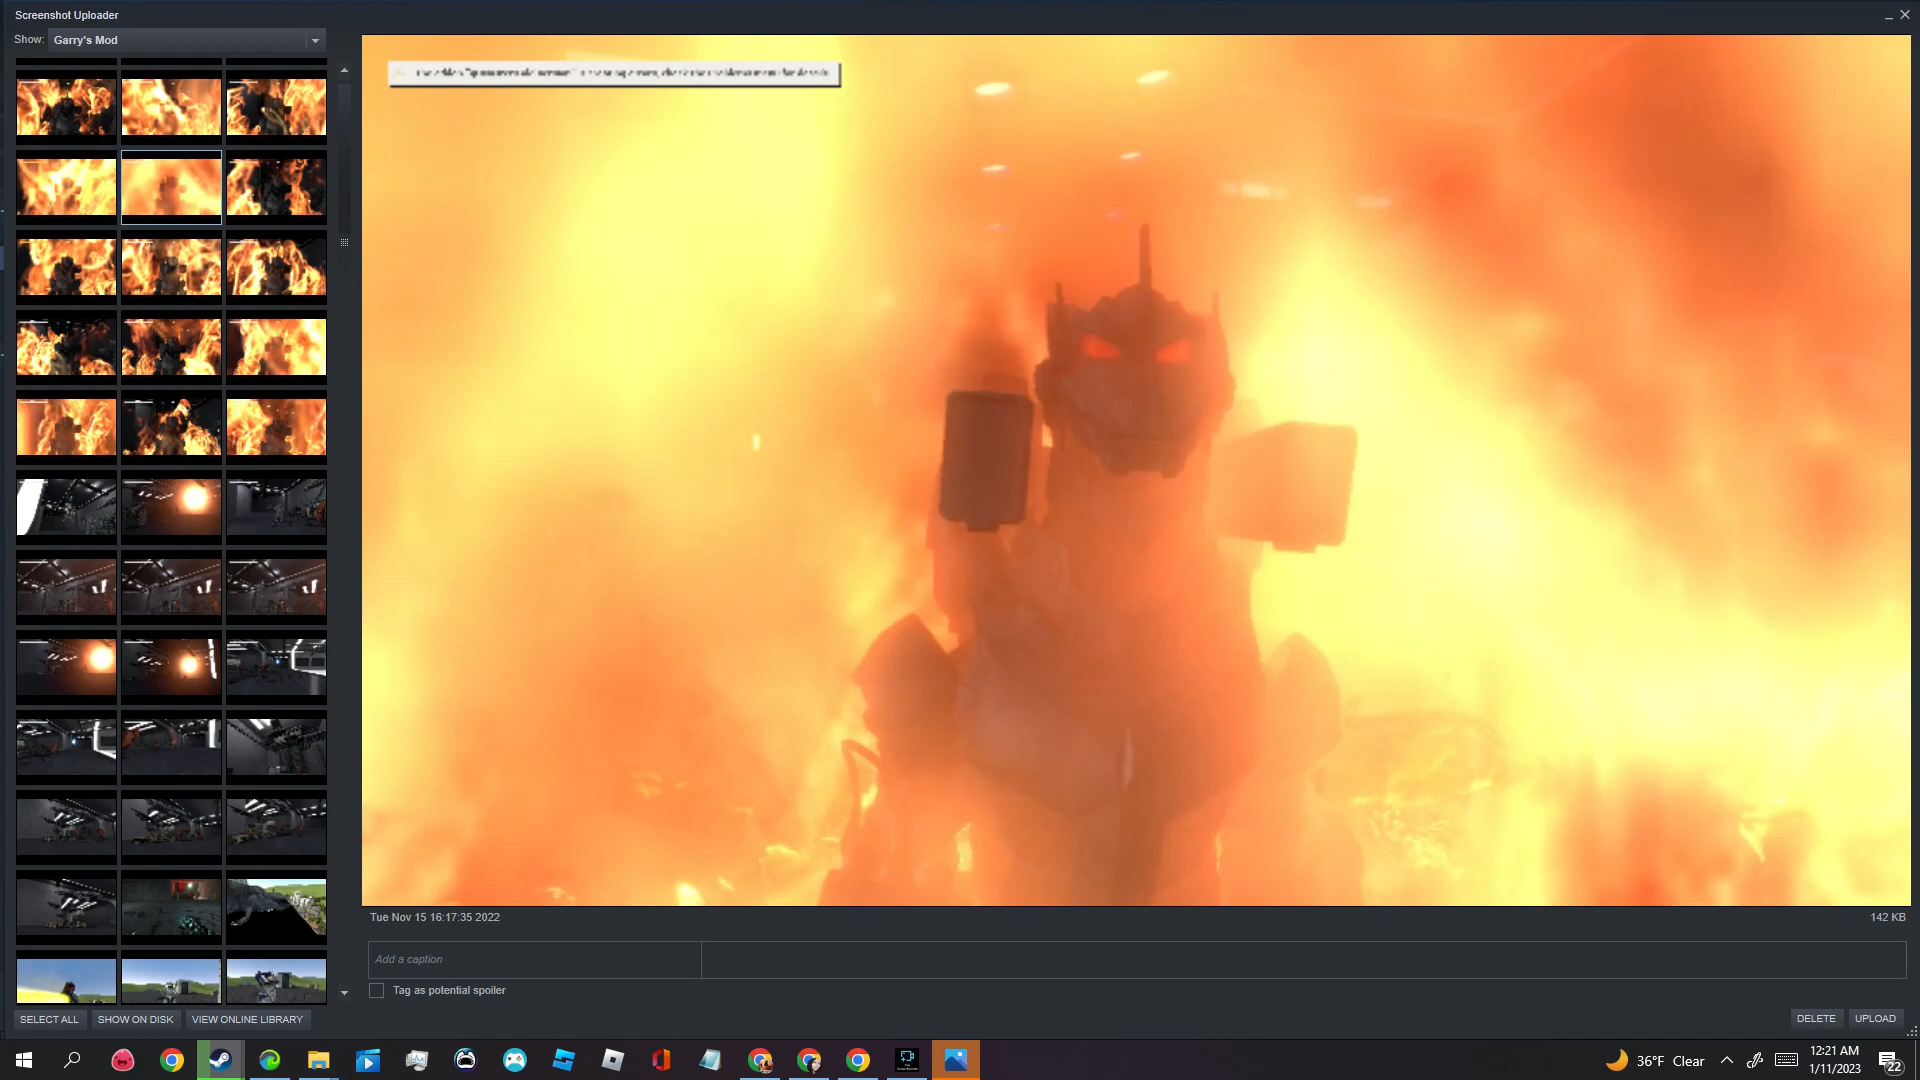 Screenshot Uploader
Show: Garry's Mod
Tue Nov 15 16:17:35 2022
142 KB
Add a caption
Tag as potential spoiler
SELECT ALL
SHOW ON DISK
VIEW ONLINE LIBRARY
DELETE
UPLOAD
36°F Clear
12:21 AM
1/11/2023
22